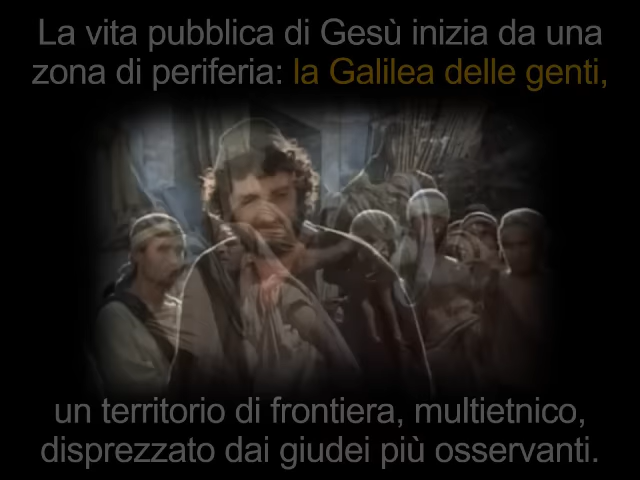 La vita pubblica di Gesù inizia da una
zona di periferia: la Galilea delle genti,
un territorio di frontiera, multietnico,
disprezzato dai giudei più osservanti.